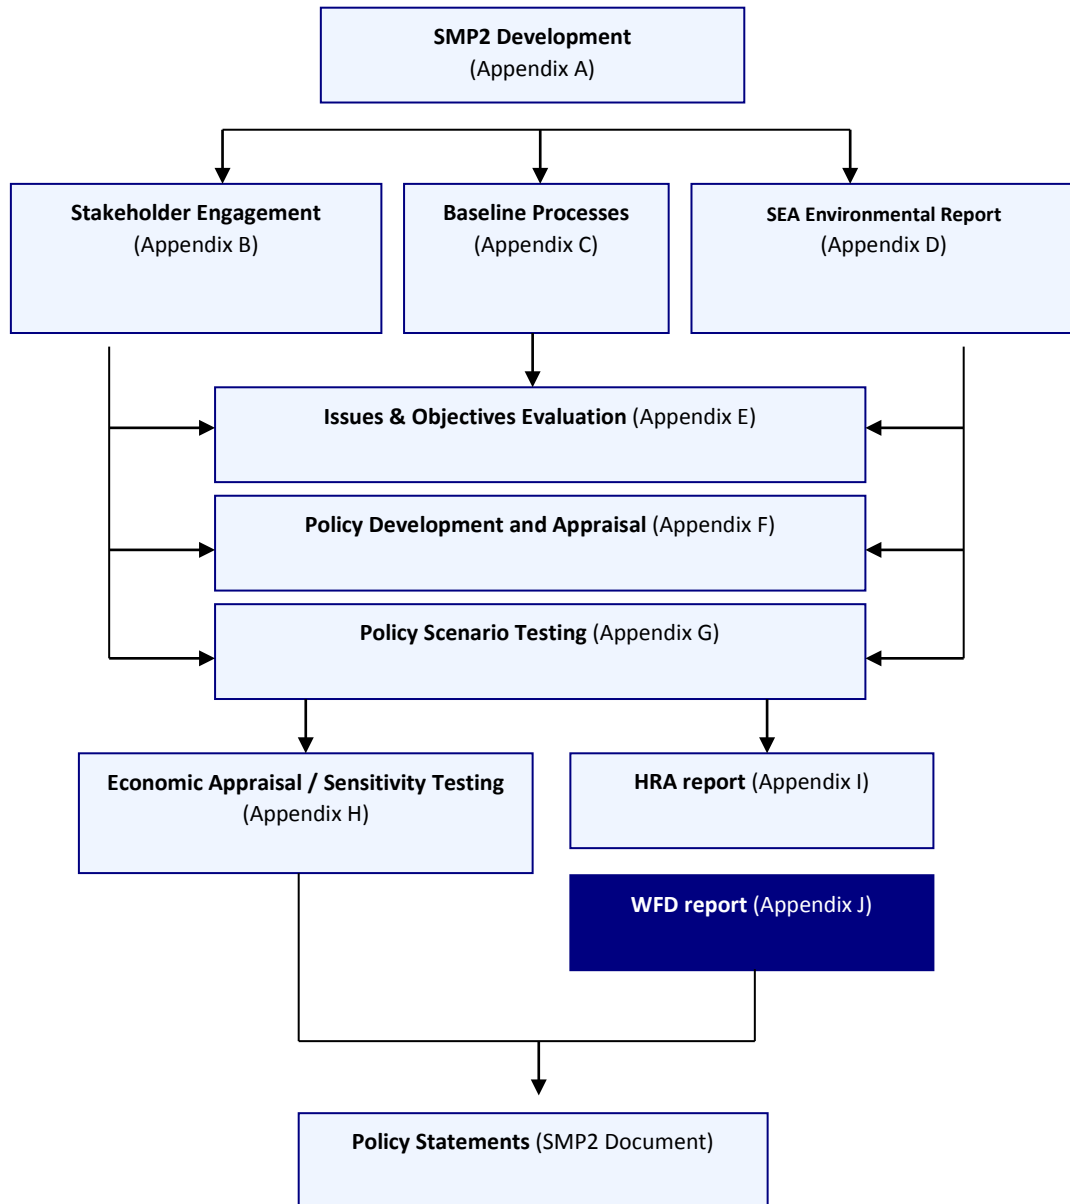 SMP2 Development
(Appendix A)
Stakeholder Engagement
(Appendix B)
Baseline Processes
(Appendix C)
SEA Environmental Report
(Appendix D)
Issues & Objectives Evaluation (Appendix E)
Policy Development and Appraisal (Appendix F)
Policy Scenario Testing (Appendix G)
Economic Appraisal / Sensitivity Testing
(Appendix H)
HRA report (Appendix I)
WFD report (Appendix J)
Policy Statements (SMP2 Document)